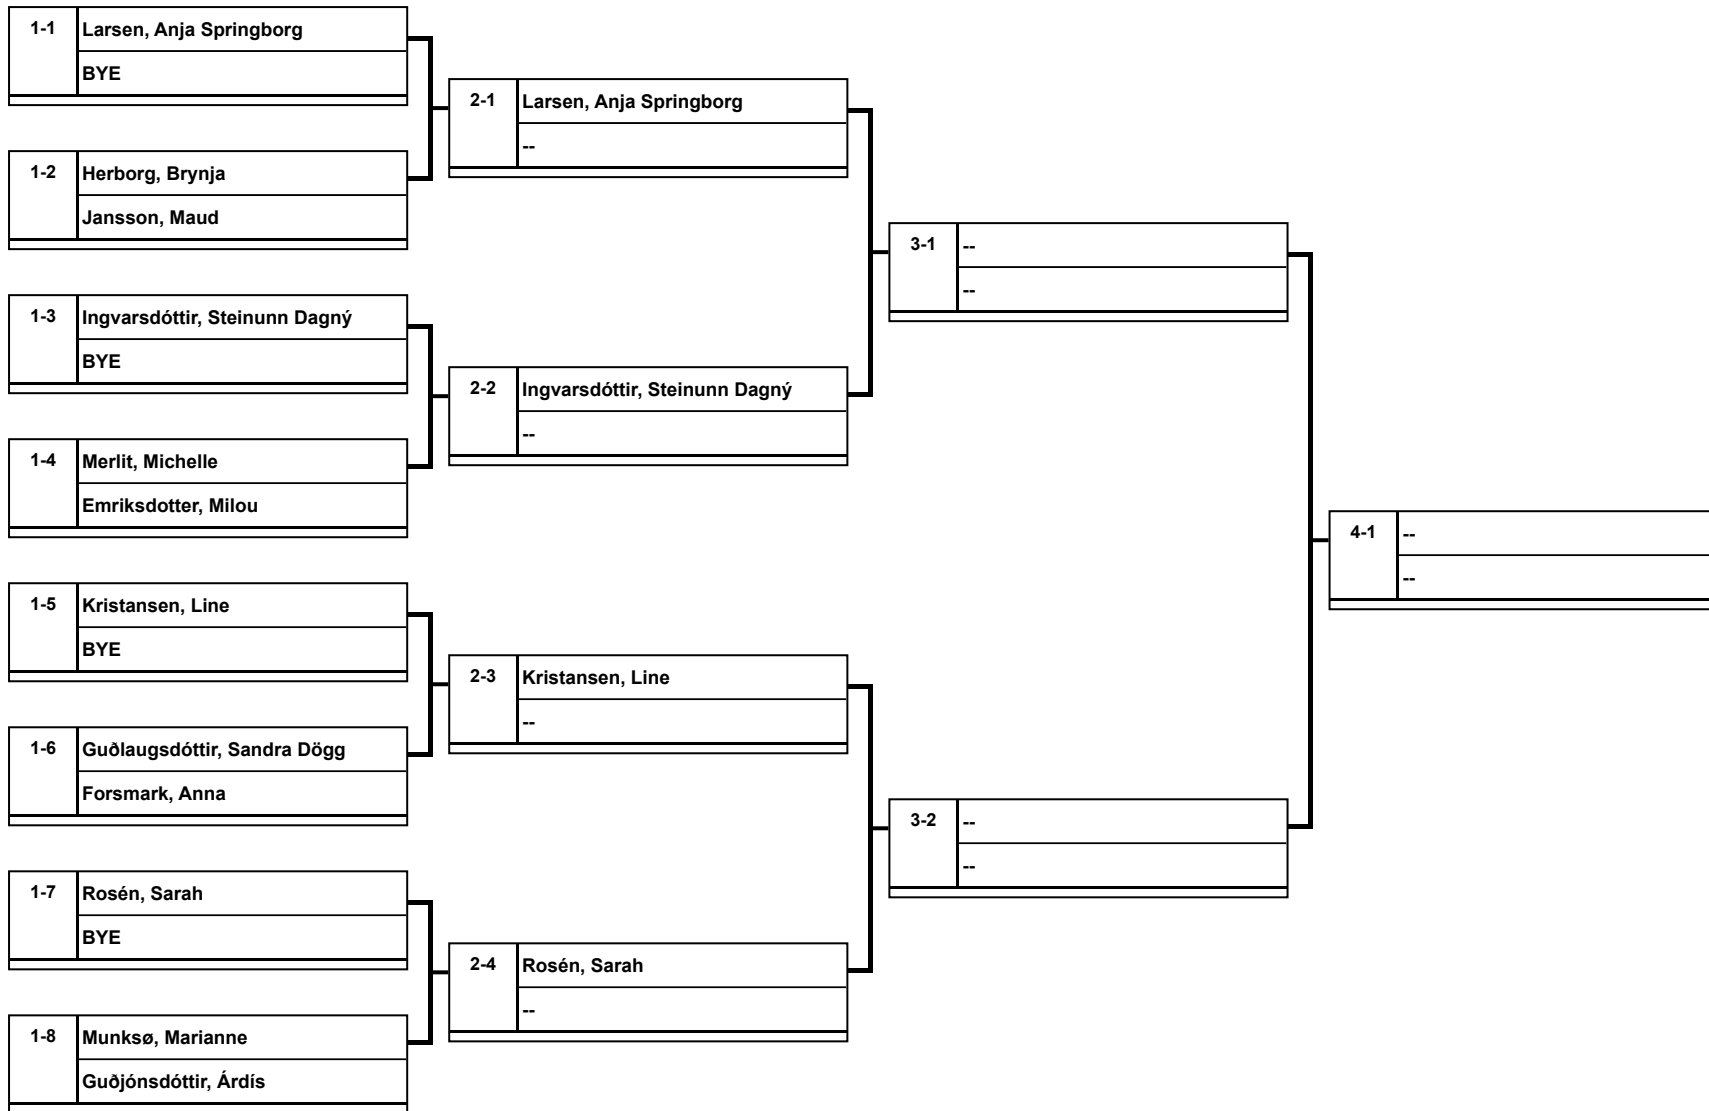 1-1
Larsen, Anja Springborg
BYE
1-2
Herborg, Brynja
Jansson, Maud
1-3
Ingvarsdóttir, Steinunn Dagný
BYE
1-4
Merlit, Michelle
Emriksdotter, Milou
1-5
Kristansen, Line
BYE
1-6
Guðlaugsdóttir, Sandra Dögg
Forsmark, Anna
1-7
Rosén, Sarah
BYE
1-8
Munksø, Marianne
Guðjónsdóttir, Árdís
2-1
Larsen, Anja Springborg
--
2-2
Ingvarsdóttir, Steinunn Dagný
--
2-3
Kristansen, Line
--
2-4
Rosén, Sarah
--
3-1
--
--
3-2
--
--
4-1
--
--